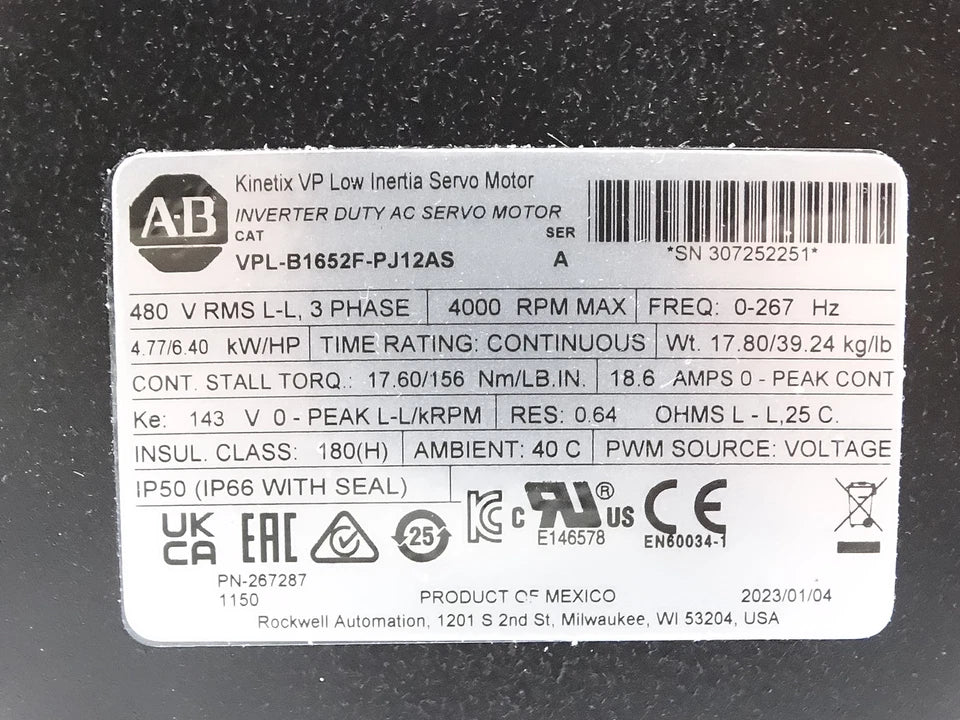 A-B
Kinetix VP Low Inertia Servo Motor
INVERTER DUTY AC SERVO MOTOR
CAT SER
VPL-B1652F-PJ12AS A
*SN 307252251*
480 V RMS L-L, 3 PHASE 4000 RPM MAX FREQ: 0-267 Hz
4.77/6.40 kW/HP TIME RATING: CONTINUOUS Wt. 17.80/39.24 kg/lb
CONT. STALL TORQ.: 17.60/156 Nm/LB.IN. 18.6 AMPS 0 - PEAK CONT
Ke: 143 V 0 - PEAK L-L/kRPM RES: 0.64 OHMS L - L,25 C.
INSUL. CLASS: 180(H) AMBIENT: 40 C PWM SOURCE: VOLTAGE
IP50 (IP66 WITH SEAL)
UK CA EAC 25 KC c RU® US CE
E146578 EN60034-1
PN-267287
1150 PRODUCT OF MEXICO 2023/01/04
Rockwell Automation, 1201 S 2nd St, Milwaukee, WI 53204, USA